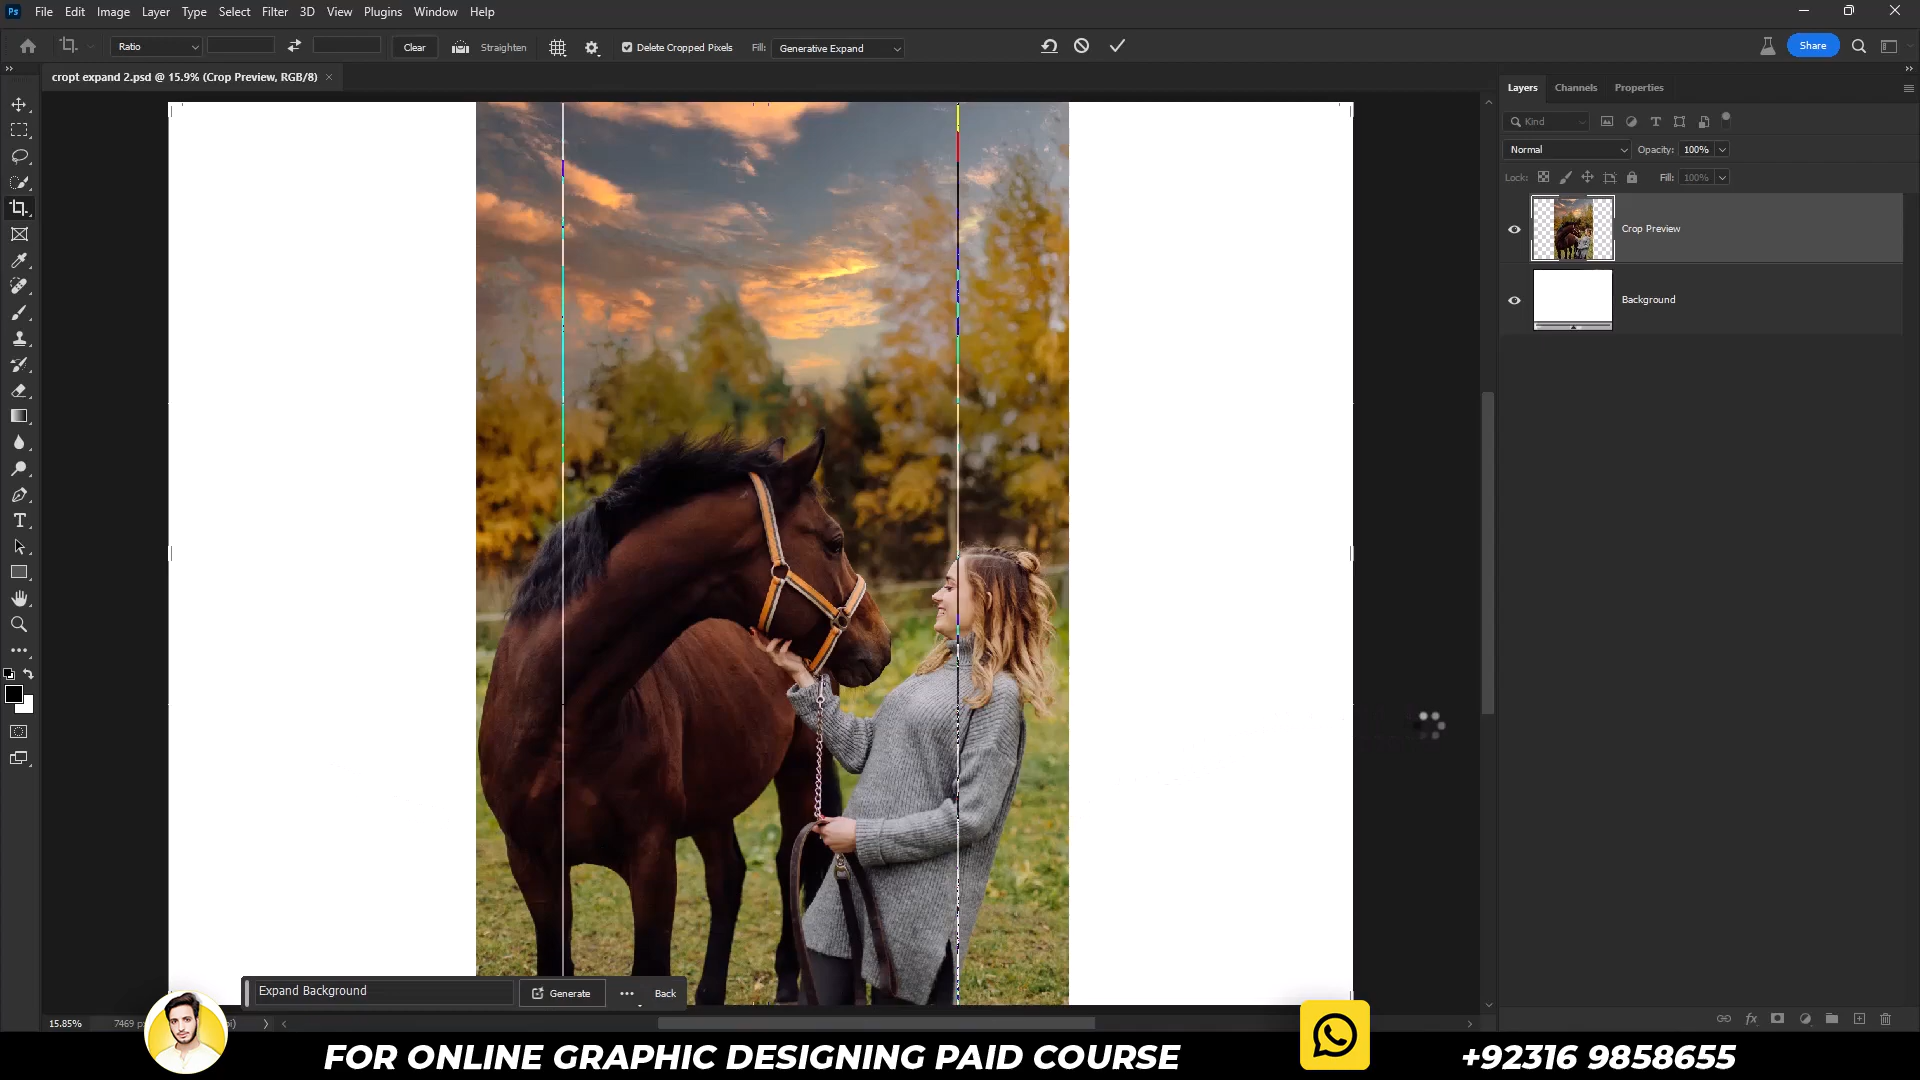 Ps File Edit Image Layer Type Select Filter 3D View Plugins Window Help
Ratio Clear Straighten Delete Cropped Pixels Fill: Generative Expand Share
cropt expand 2.psd @ 15.9% (Crop Preview, RGB/8)
Layers Channels Properties
Kind
Normal Opacity: 100%
Lock: Fill: 100%
Crop Preview
Background
Expand Background Generate Back
15.85% 7469
FOR ONLINE GRAPHIC DESIGNING PAID COURSE +92316 9858655